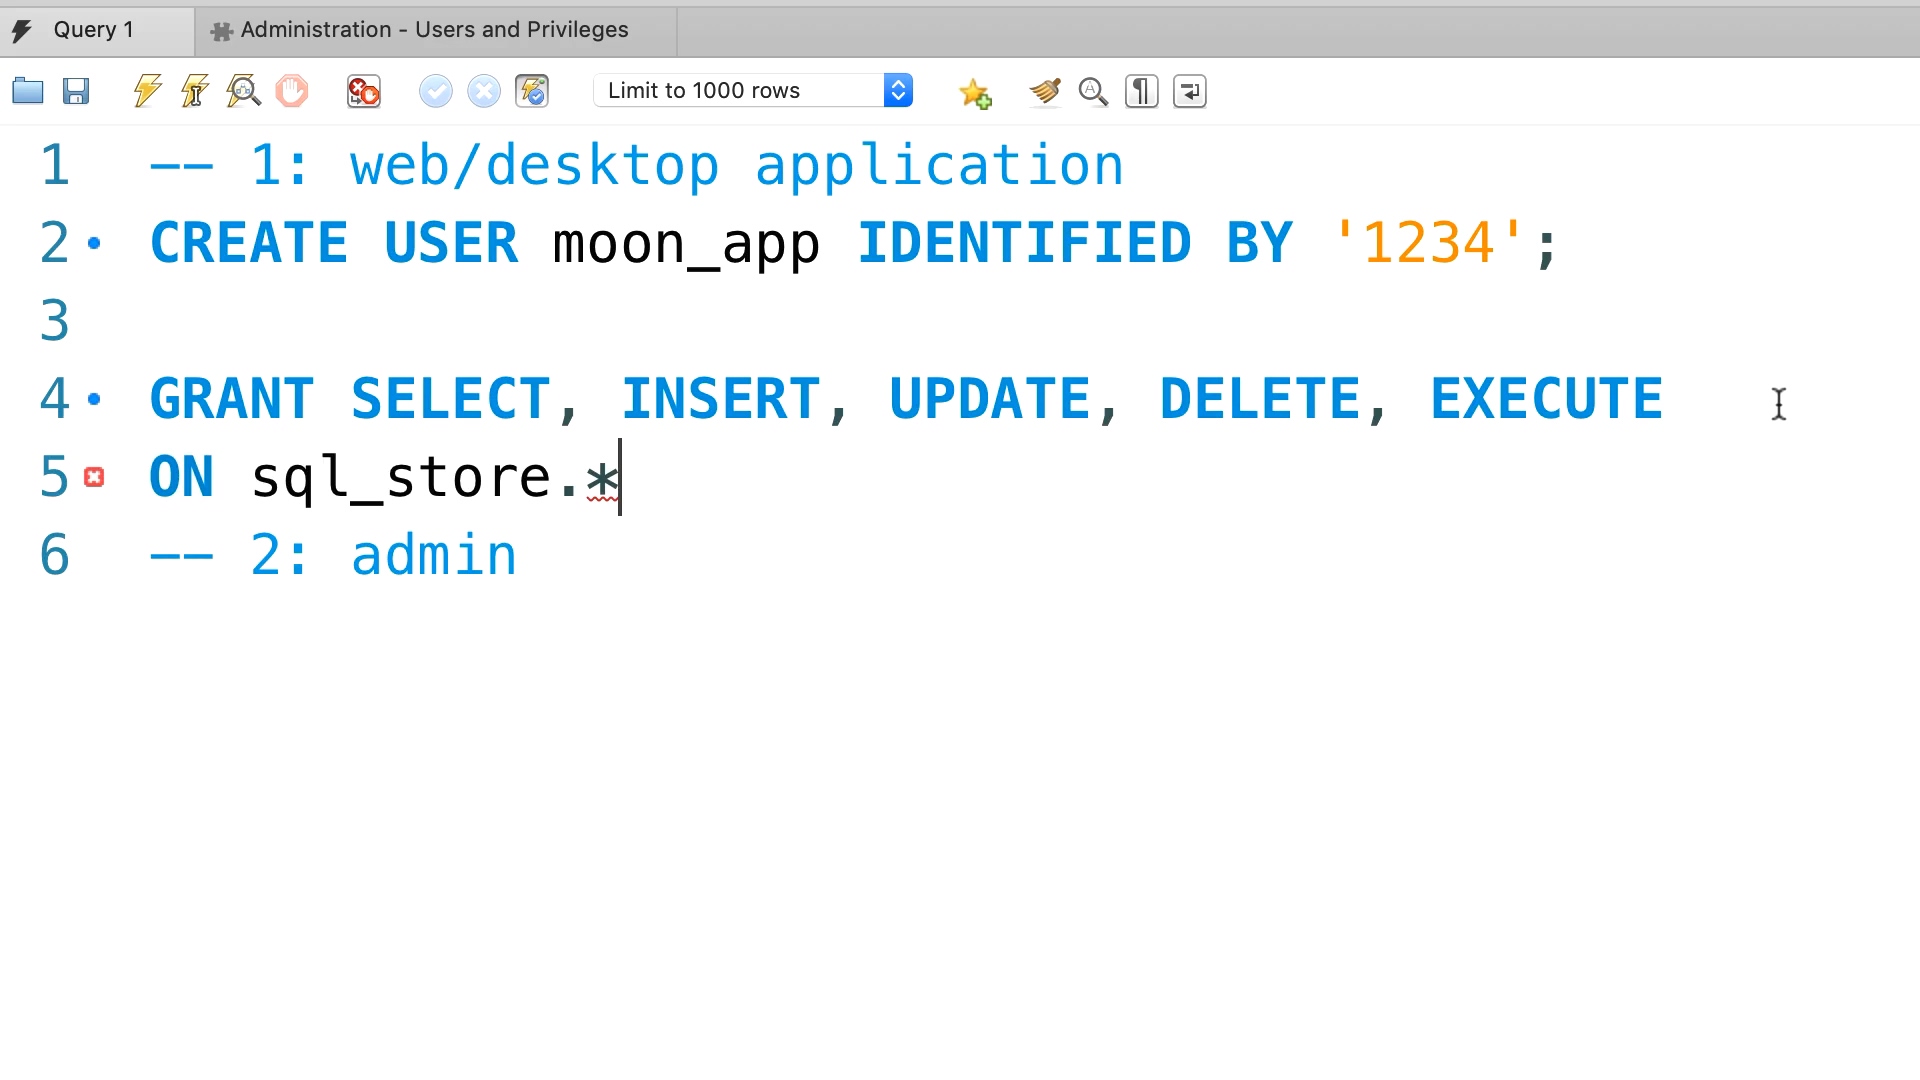 Query 1
Administration - Users and Privileges
Limit to 1000 rows
1 -- 1: web/desktop application
2 CREATE USER moon_app IDENTIFIED BY '1234';
3
4 GRANT SELECT, INSERT, UPDATE, DELETE, EXECUTE
5 ON sql_store.*
6 -- 2: admin